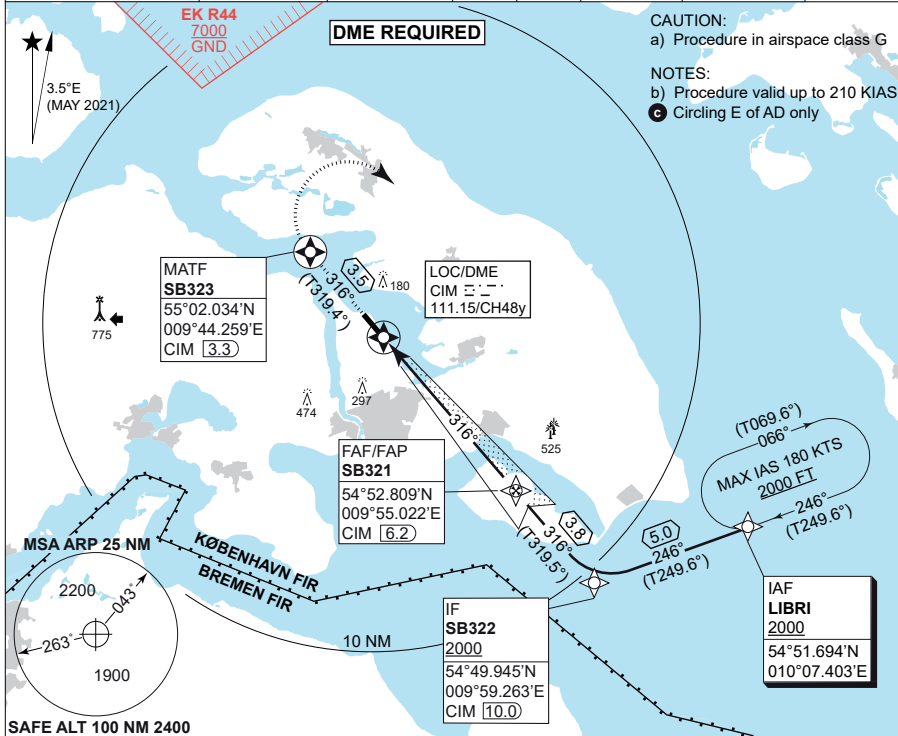 EK R44
7000
GND
DME REQUIRED
CAUTION:
a) Procedure in airspace class G
NOTES:
b) Procedure valid up to 210 KIAS
c Circling E of AD only
3.5°E
(MAY 2021)
MATF
SB323
55°02.034'N
009°44.259'E
CIM 3.3
3.5
316°
(T319.4°)
180
LOC/DME
CIM
111.15/CH48y
775
474
297
316°
525
FAF/FAP
SB321
54°52.809'N
009°55.022'E
CIM 6.2
3.8
316°
(T319.5°)
(T069.6°)
066°
MAX IAS 180 KTS
2000 FT
246°
(T249.6°)
5.0
246°
(T249.6°)
IAF
LIBRI
2000
54°51.694'N
010°07.403'E
IF
SB322
2000
54°49.945'N
009°59.263'E
CIM 10.0
KØBENHAVN FIR
BREMEN FIR
10 NM
MSA ARP 25 NM
2200
043°
263°
1900
SAFE ALT 100 NM 2400